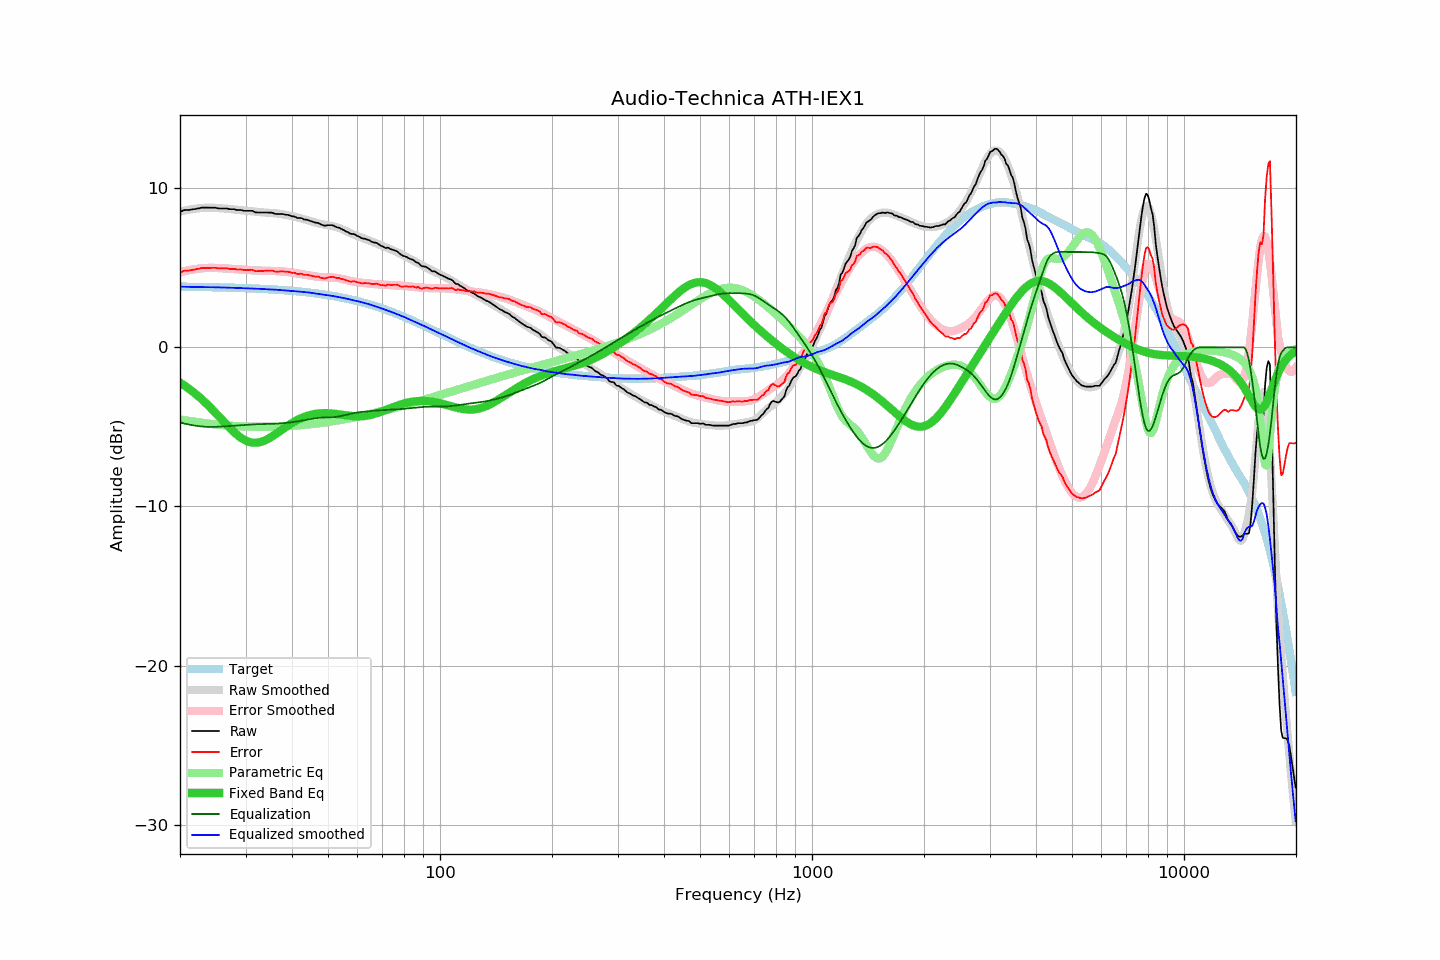 Audio-Technica ATH-IEX1
10
0
−10
−20
−30
Amplitude (dBr)
Target
Raw Smoothed
Error Smoothed
Raw
Error
Parametric Eq
Fixed Band Eq
Equalization
Equalized smoothed
100
1000
10000
Frequency (Hz)